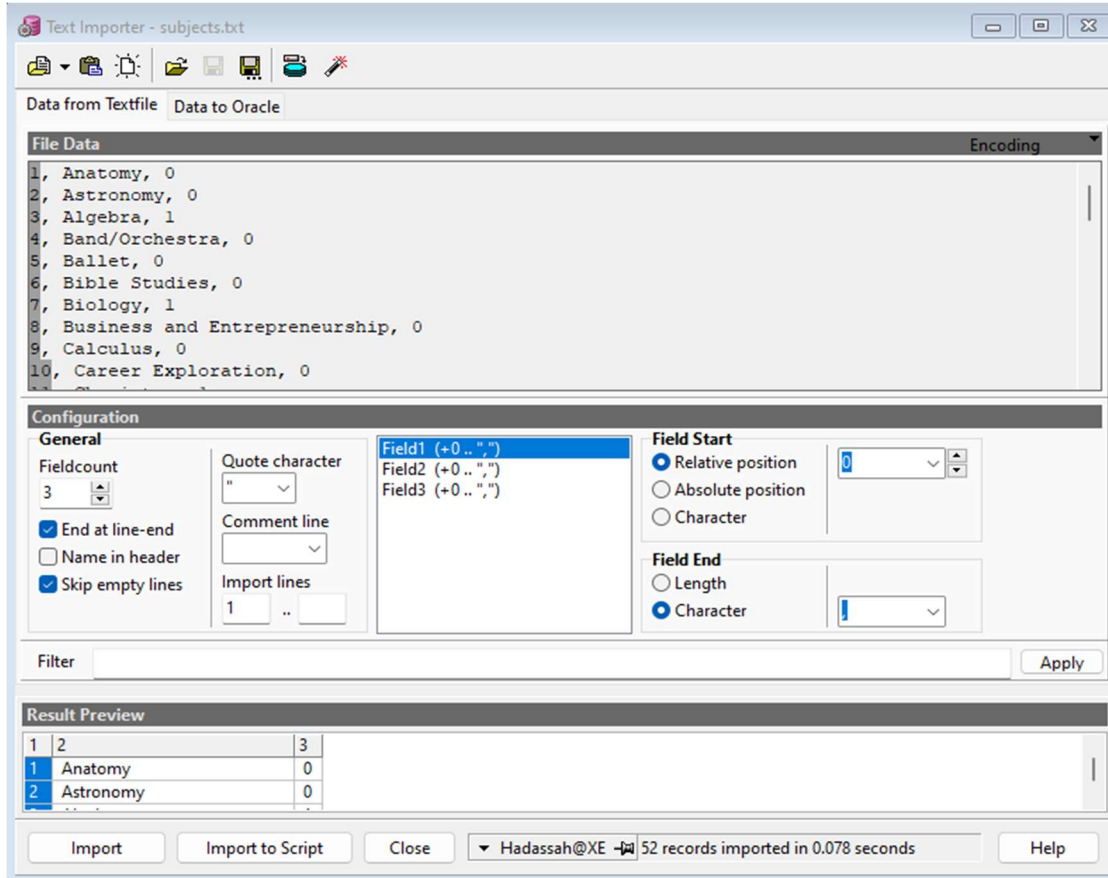 Text Importer - subjects.txt
Data from Textfile Data to Oracle
File Data Encoding
1, Anatomy, 0
2, Astronomy, 0
3, Algebra, 1
4, Band/Orchestra, 0
5, Ballet, 0
6, Bible Studies, 0
7, Biology, 1
8, Business and Entrepreneurship, 0
9, Calculus, 0
10, Career Exploration, 0
Configuration
General
Fieldcount
3
End at line-end
Name in header
Skip empty lines
Quote character
"
Comment line
Import lines
1 ..
Field1 (+0 .. ",")
Field2 (+0 .. ",")
Field3 (+0 .. ",")
Field Start
Relative position 0
Absolute position
Character
Field End
Length
Character ,
Filter Apply
Result Preview
1 2 3
1 Anatomy 0
2 Astronomy 0
Import Import to Script Close Hadassah@XE 52 records imported in 0.078 seconds Help